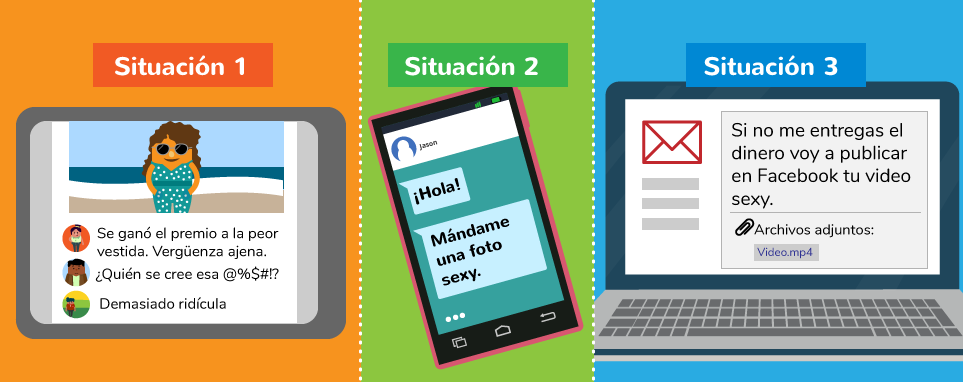 Situación 1
Se ganó el premio a la peor
vestida. Vergüenza ajena.
¿Quién se cree esa @%$#!?
Demasiado ridícula
Situación 2
Jason
¡Hola!
Mándame
una foto
sexy.
Situación 3
Si no me entregas el
dinero voy a publicar
en Facebook tu video
sexy.
Archivos adjuntos:
Video.mp4